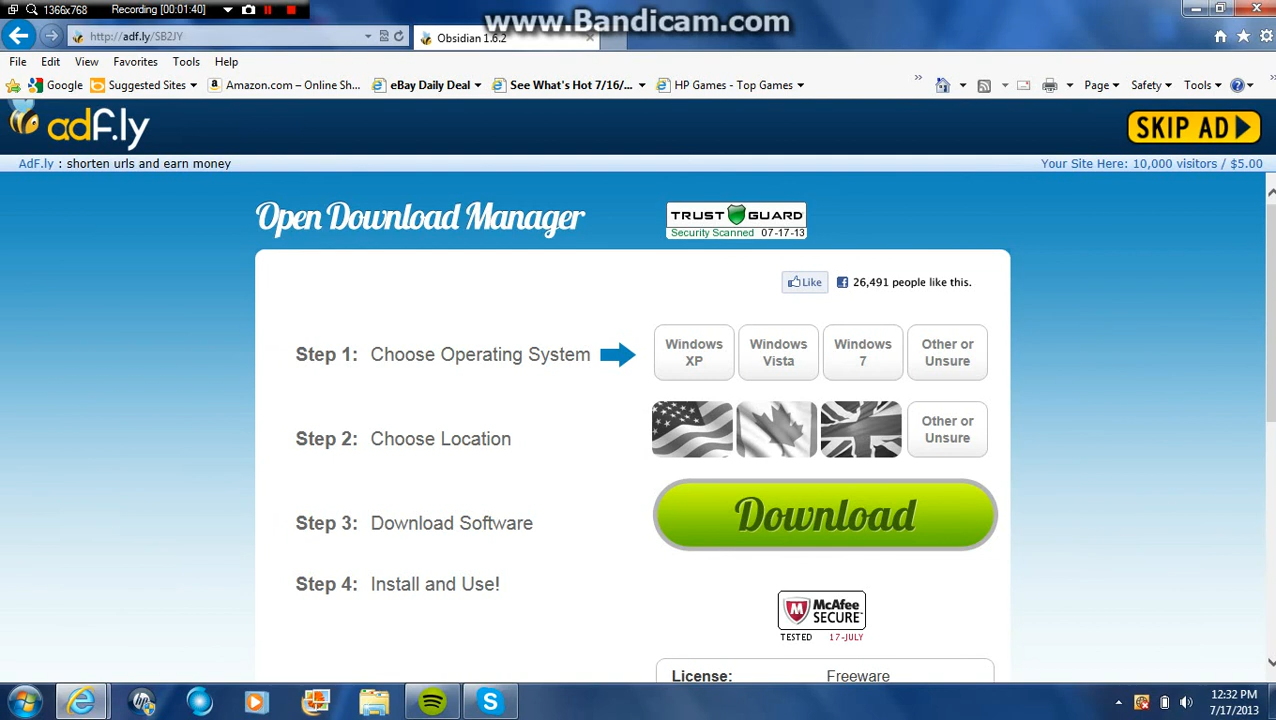 1366x768 Recording [00:01:40]
www.Bandicam.com
http://adf.ly/SB2JY
Obsidian 1.6.2
File Edit View Favorites Tools Help
Google Suggested Sites Amazon.com – Online Sh... eBay Daily Deal See What's Hot 7/16/... HP Games - Top Games » Page Safety Tools »
adf.ly
SKIP AD
AdF.ly : shorten urls and earn money
Your Site Here: 10,000 visitors / $5.00
Open Download Manager
TRUST GUARD
Security Scanned 07-17-13
Like 26,491 people like this.
Step 1: Choose Operating System
Windows XP
Windows Vista
Windows 7
Other or Unsure
Step 2: Choose Location
Other or Unsure
Step 3: Download Software
Download
Step 4: Install and Use!
McAfee
SECURE
TESTED 17-JULY
License: Freeware
12:32 PM
7/17/2013